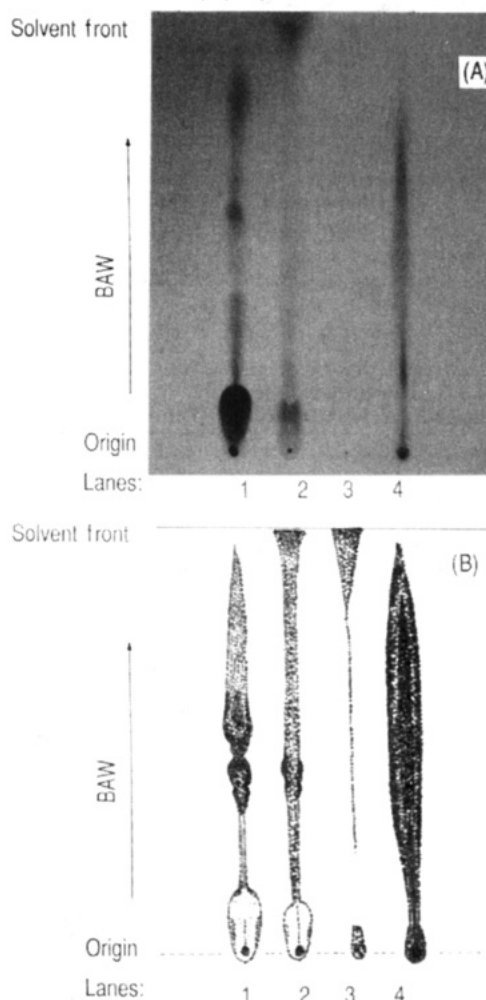 Solvent front
(A)
BAW
Origin
Lanes: 1 2 3 4
Solvent front
(B)
BAW
Origin
Lanes: 1 2 3 4